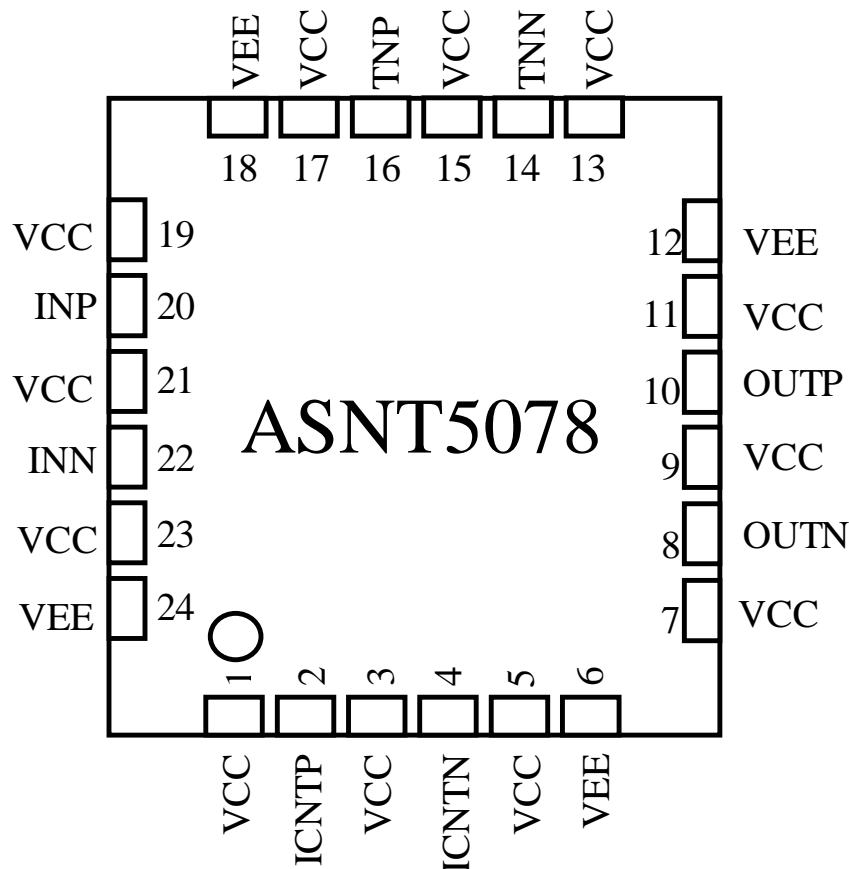 VEE VCC TNP VCC TNN VCC
18 17 16 15 14 13
VCC 19
12 VEE
INP 20
11 VCC
VCC 21
10 OUTP
ASNT5078
INN 22
9 VCC
VCC 23
8 OUTN
VEE 24
7 VCC
1 2 3 4 5 6
VCC ICNTP VCC ICNTN VCC VEE